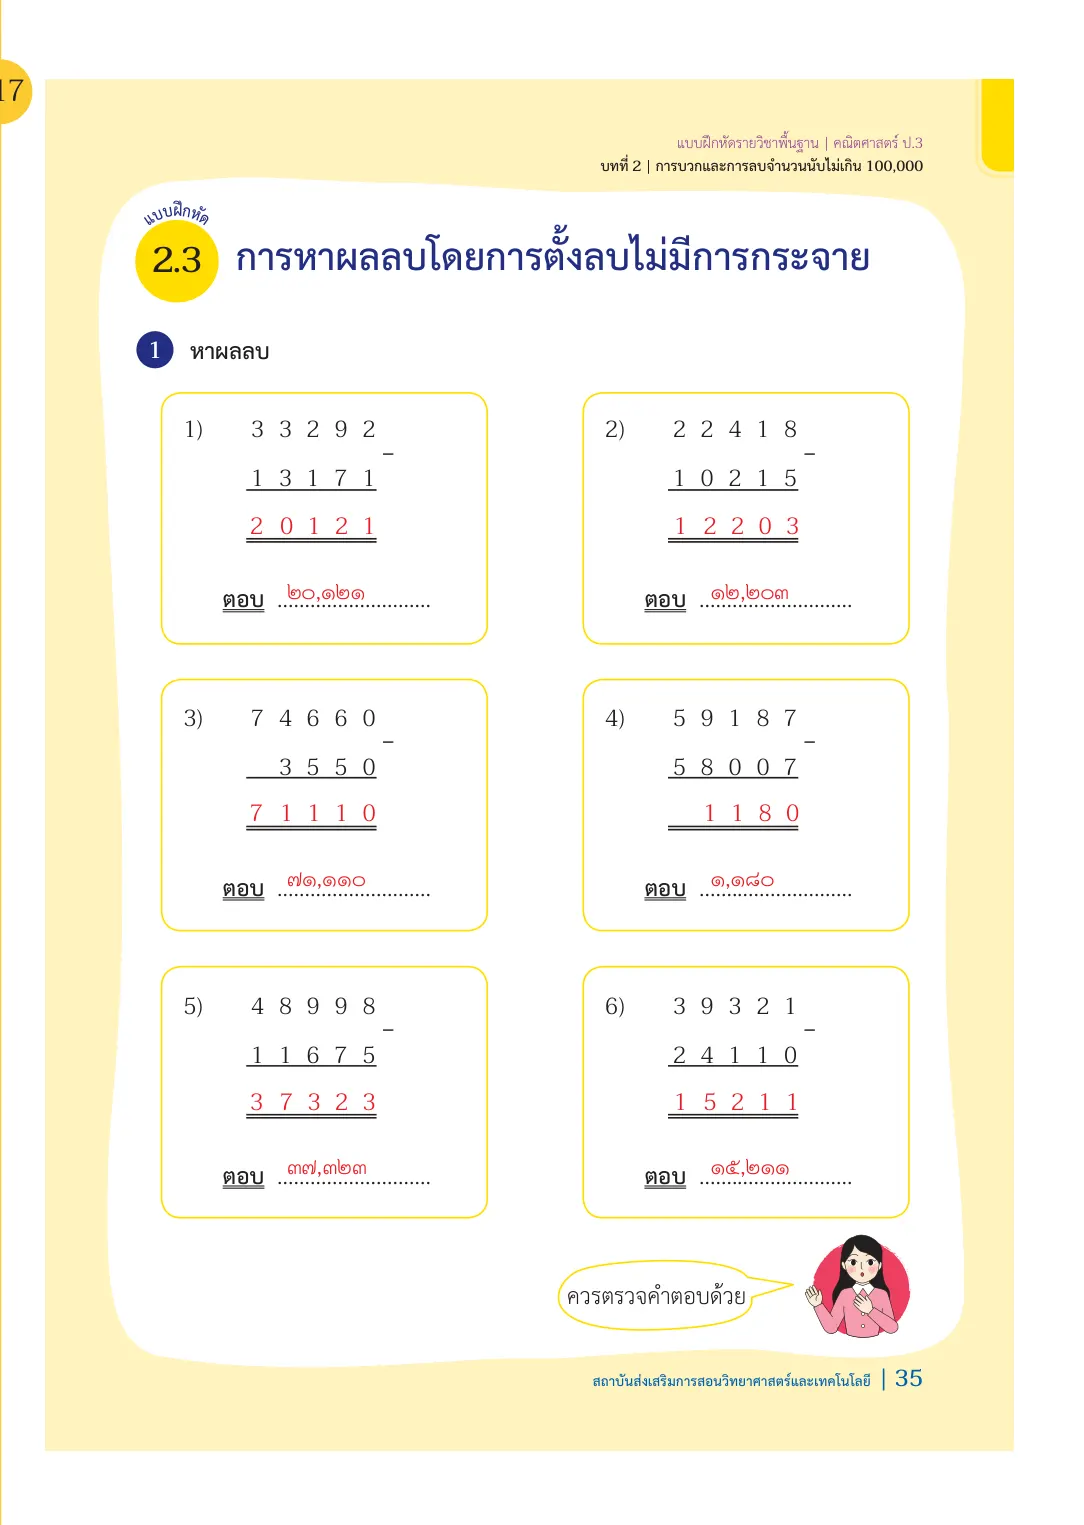 17
แบบฝึกหัดรายวิชาพื้นฐาน | คณิตศาสตร์ ป.3
บทที่ 2 | การบวกและการลบจำนวนนับไม่เกิน 100,000
แบบฝึกหัด
2.3 การหาผลลบโดยการตั้งลบไม่มีการกระจาย
1 หาผลลบ
1) 3 3 2 9 2
–
1 3 1 7 1
2 0 1 2 1
ตอบ ๒๐,๑๒๑
2) 2 2 4 1 8
–
1 0 2 1 5
1 2 2 0 3
ตอบ ๑๒,๒๐๓
3) 7 4 6 6 0
–
3 5 5 0
7 1 1 1 0
ตอบ ๗๑,๑๑๐
4) 5 9 1 8 7
–
5 8 0 0 7
1 1 8 0
ตอบ ๑,๑๘๐
5) 4 8 9 9 8
–
1 1 6 7 5
3 7 3 2 3
ตอบ ๓๗,๓๒๓
6) 3 9 3 2 1
–
2 4 1 1 0
1 5 2 1 1
ตอบ ๑๕,๒๑๑
ควรตรวจคำตอบด้วย
สถาบันส่งเสริมการสอนวิทยาศาสตร์และเทคโนโลยี | 35